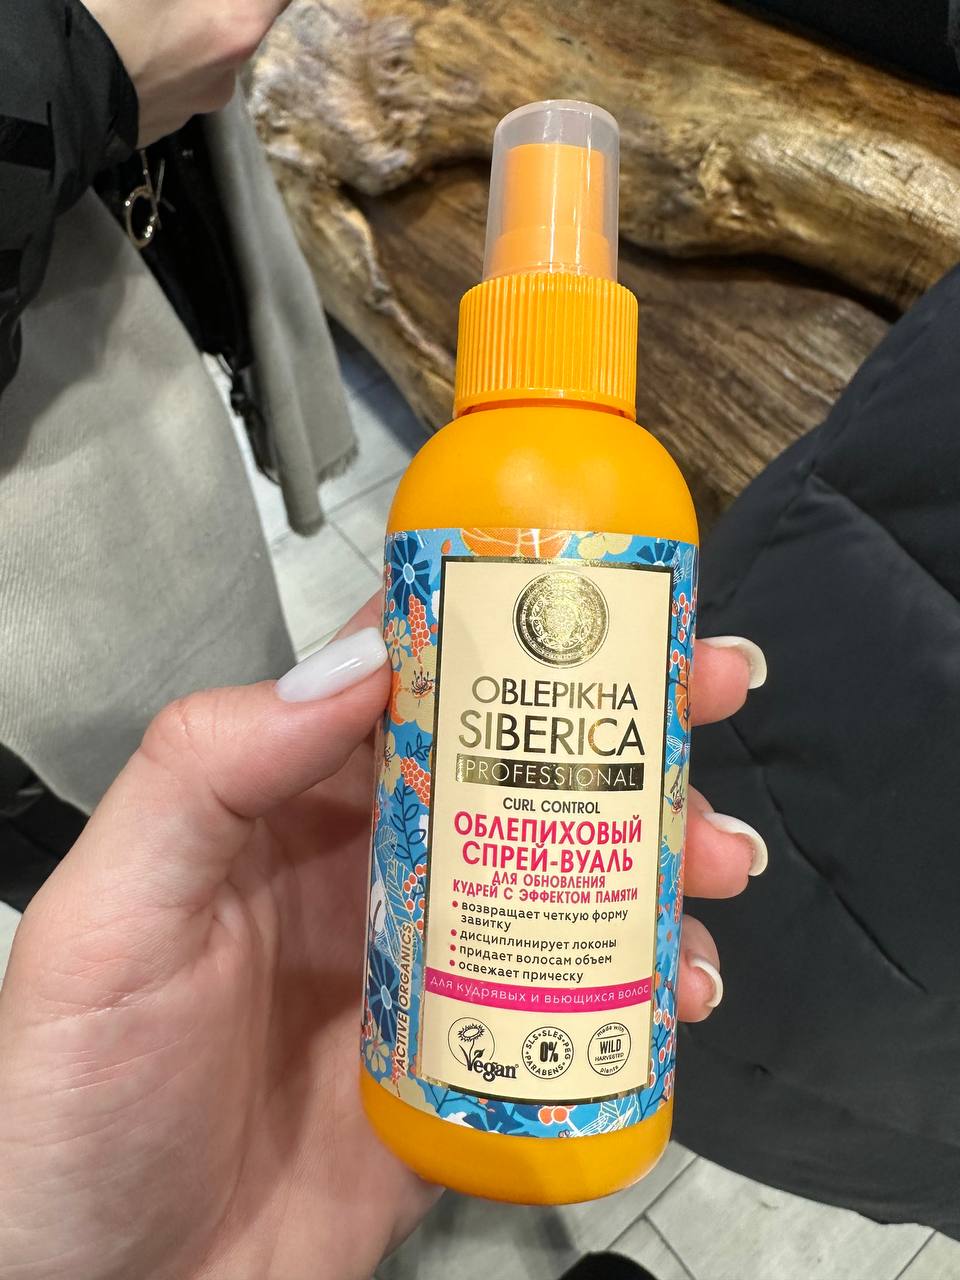 OBLEPIKHA
SIBERICA
PROFESSIONAL
CURL CONTROL
ОБЛЕПИХОВЫЙ
СПРЕЙ-ВУАЛЬ
ДЛЯ ОБНОВЛЕНИЯ
КУДРЕЙ С ЭФФЕКТОМ ПАМЯТИ
• возвращает четкую форму
завитку
• дисциплинирует локоны
• придает волосам объем
• освежает прическу
для кудрявых и вьющихся волос
ACTIVE ORGANICS
Vegan
SLS•SLES•PEG
0%
PARABENS
made with
WILD
HARVESTED
plants